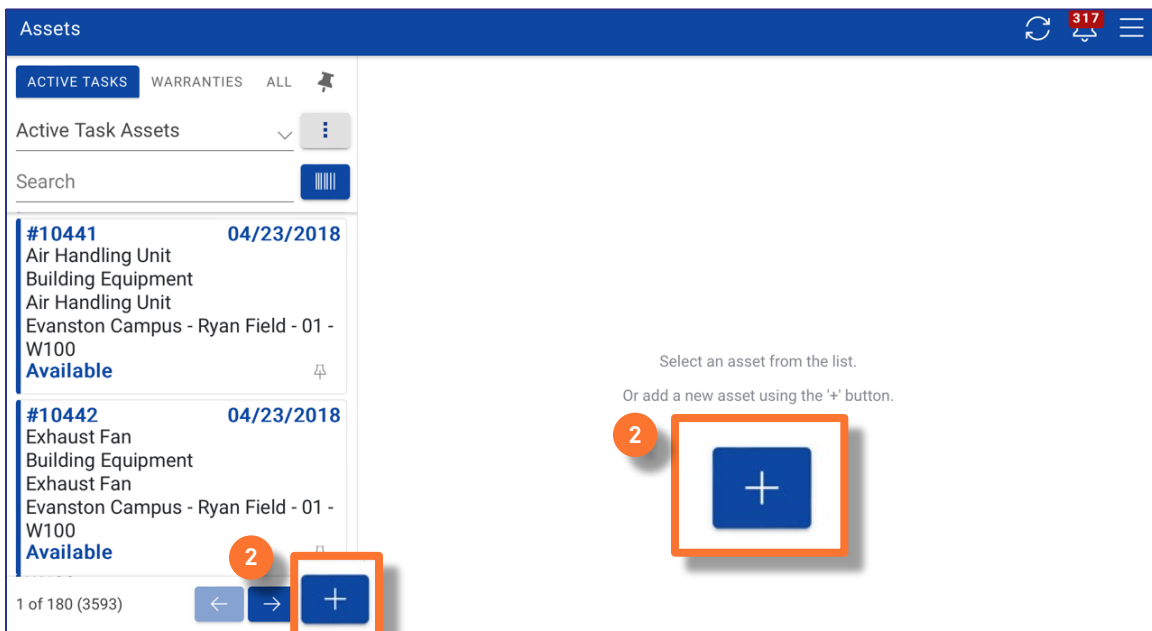 Assets
317
ACTIVE TASKS WARRANTIES ALL
Active Task Assets
Search
#10441 04/23/2018
Air Handling Unit
Building Equipment
Air Handling Unit
Evanston Campus - Ryan Field - 01 -
W100
Available
#10442 04/23/2018
Exhaust Fan
Building Equipment
Exhaust Fan
Evanston Campus - Ryan Field - 01 -
W100
Available
2
1 of 180 (3593)
+
Select an asset from the list.
Or add a new asset using the '+' button.
2
+